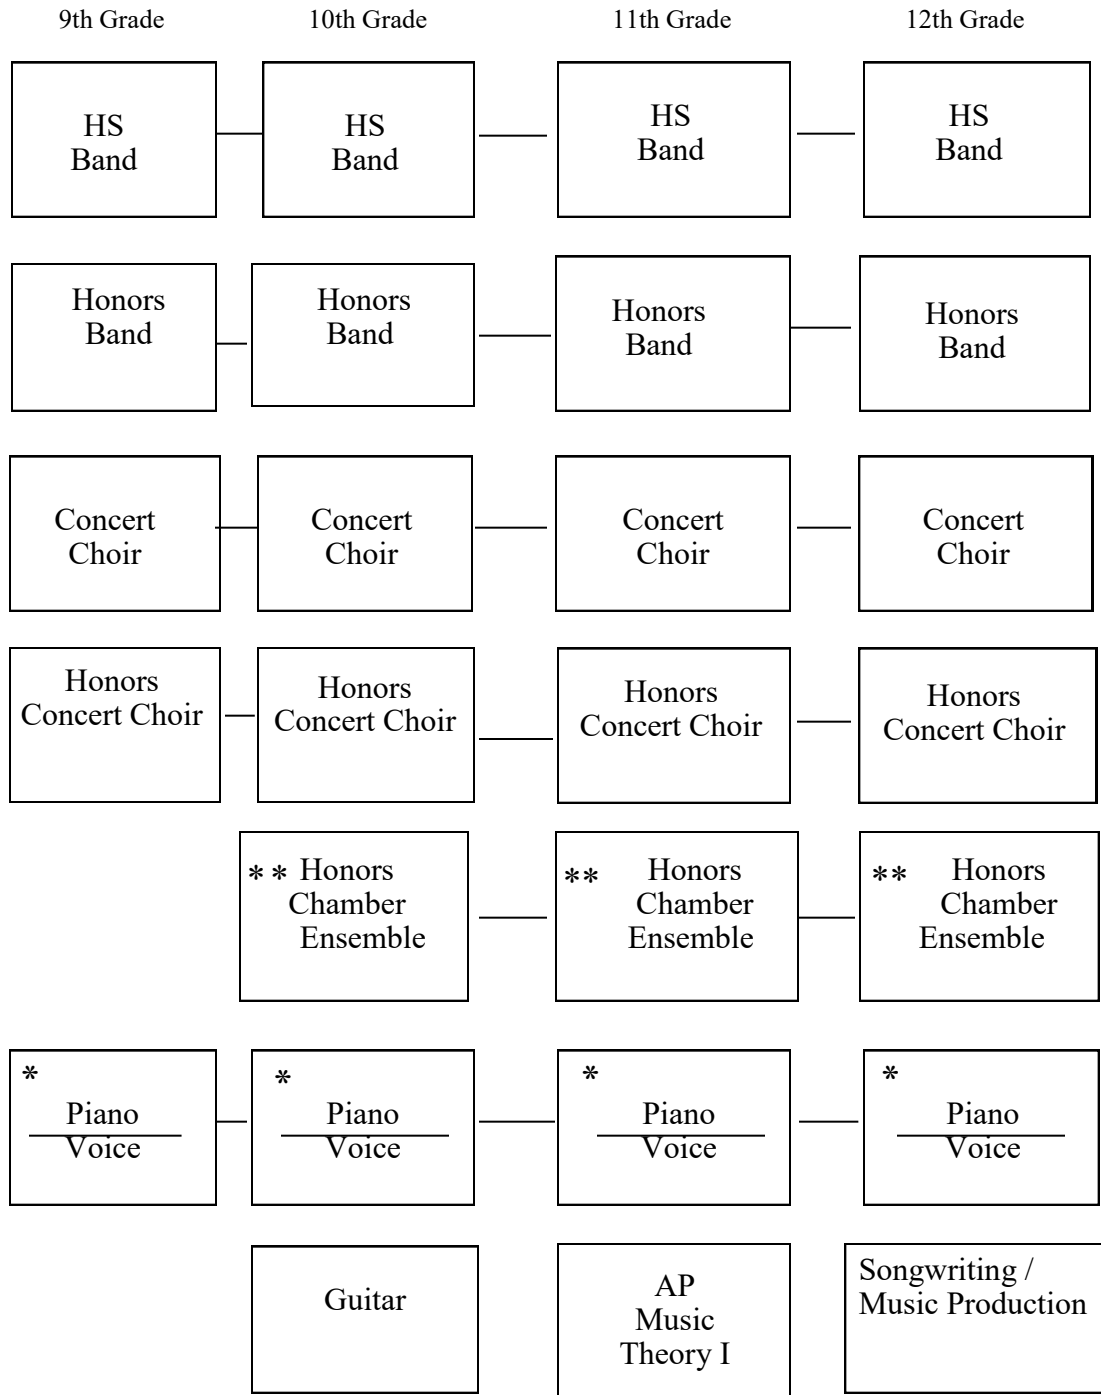 9th Grade 10th Grade 11th Grade 12th Grade
HS HS HS HS
Band Band Band Band
Honors Honors Honors Honors
Band Band Band Band
Concert Concert Concert Concert
Choir Choir Choir Choir
Honors Honors Honors Honors
Concert Choir Concert Choir Concert Choir Concert Choir
* * Honors ** Honors ** Honors
Chamber Chamber Chamber
Ensemble Ensemble Ensemble
* * * *
Piano Piano Piano Piano
Voice Voice Voice Voice
Guitar
AP
Music
Theory I
Songwriting /
Music Production